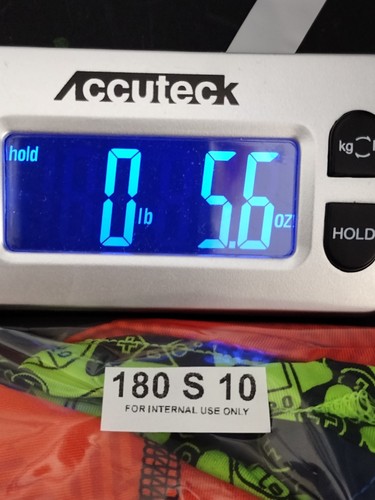 Accuteck
hold
0 lb 5.6 oz
kg
HOLD
180 S 10
FOR INTERNAL USE ONLY